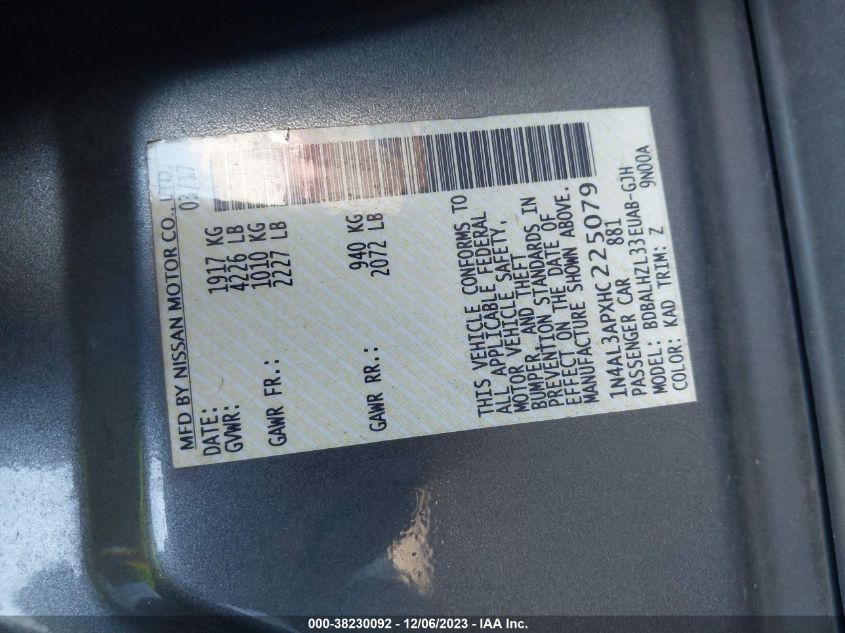 MFD BY NISSAN MOTOR CO., LTD.
DATE: 03/17
GVWR: 1917 KG
4226 LB
GAWR FR.: 1010 KG
2227 LB
GAWR RR.: 940 KG
2072 LB
THIS VEHICLE CONFORMS TO
ALL APPLICABLE FEDERAL
MOTOR VEHICLE SAFETY,
BUMPER, AND THEFT
PREVENTION STANDARDS IN
EFFECT ON THE DATE OF
MANUFACTURE SHOWN ABOVE.
1N4AL3APXHC225079
PASSENGER CAR 881
MODEL: BDBALHZL33EUAB-GJH
COLOR: KAD TRIM: Z 9N00A
000-38230092 - 12/06/2023 - IAA Inc.